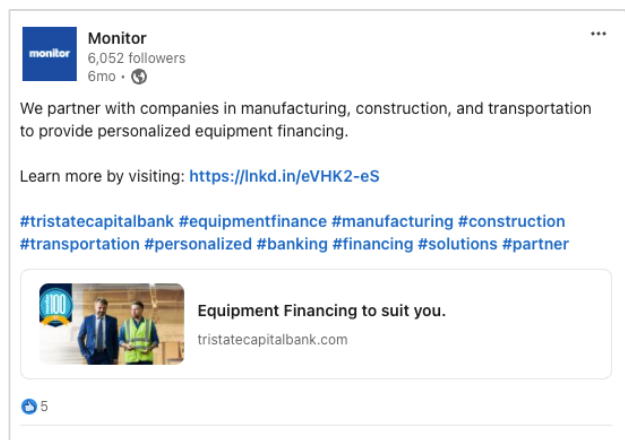 monitor
Monitor
6,052 followers
6mo •
We partner with companies in manufacturing, construction, and transportation
to provide personalized equipment financing.
Learn more by visiting: https://lnkd.in/eVHK2-eS
#tristatecapitalbank #equipmentfinance #manufacturing #construction
#transportation #personalized #banking #financing #solutions #partner
100
Equipment Financing to suit you.
tristatecapitalbank.com
5